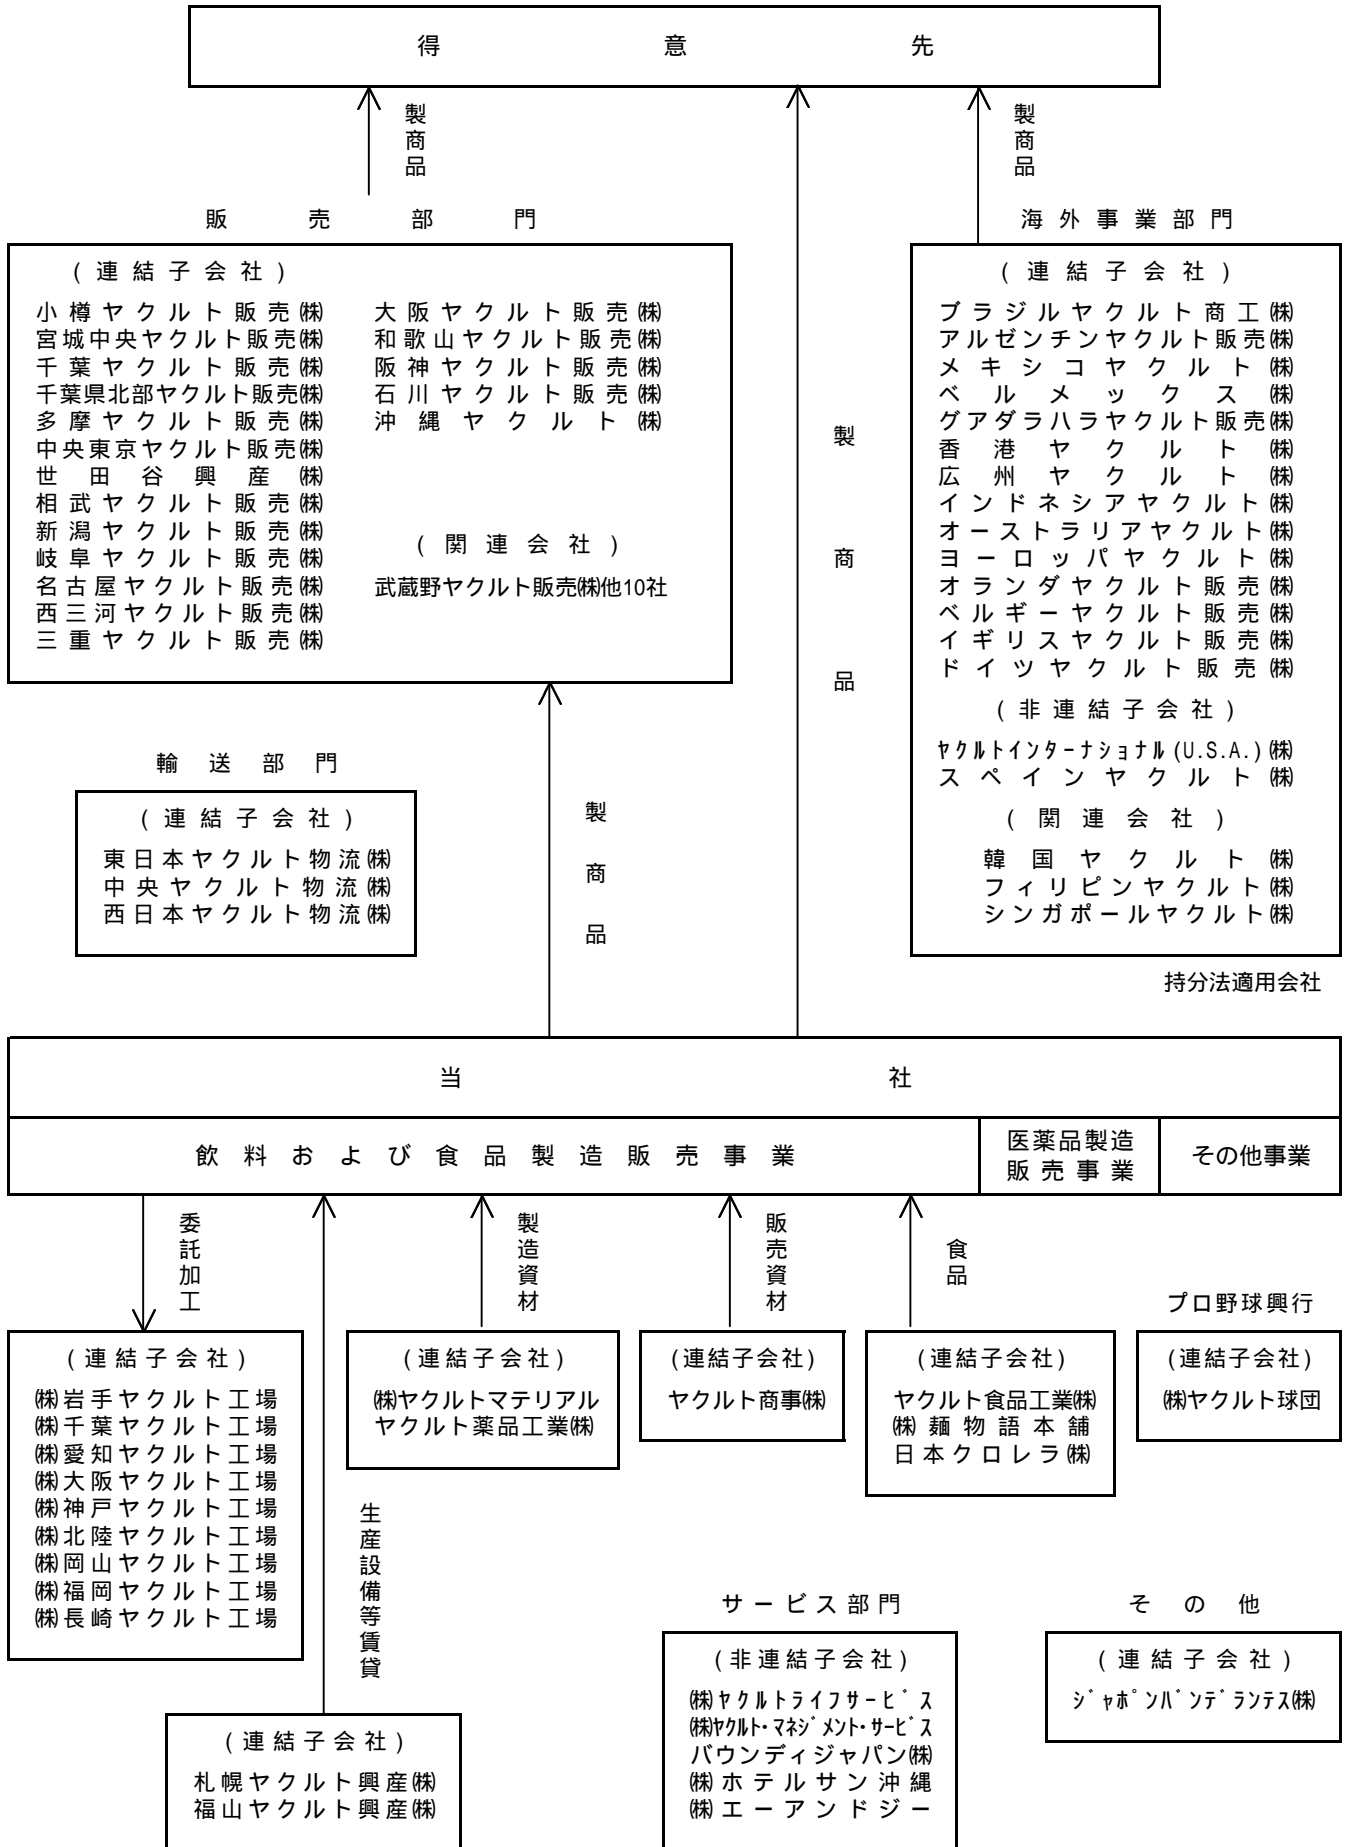 得意先
製商品
製商品
販売部門
海外事業部門
(連結子会社)
小樽ヤクルト販売㈱
宮城中央ヤクルト販売㈱
千葉ヤクルト販売㈱
千葉県北部ヤクルト販売㈱
多摩ヤクルト販売㈱
中央東京ヤクルト販売㈱
世田谷興産㈱
相武ヤクルト販売㈱
新潟ヤクルト販売㈱
岐阜ヤクルト販売㈱
名古屋ヤクルト販売㈱
西三河ヤクルト販売㈱
三重ヤクルト販売㈱
大阪ヤクルト販売㈱
和歌山ヤクルト販売㈱
阪神ヤクルト販売㈱
石川ヤクルト販売㈱
沖縄ヤクルト㈱
(関連会社)
武蔵野ヤクルト販売㈱他10社
製商品
(連結子会社)
ブラジルヤクルト商工㈱
アルゼンチンヤクルト販売㈱
メキシコヤクルト㈱
ベルメックス㈱
グアダラハラヤクルト販売㈱
香港ヤクルト㈱
広州ヤクルト㈱
インドネシアヤクルト㈱
オーストラリアヤクルト㈱
ヨーロッパヤクルト㈱
オランダヤクルト販売㈱
ベルギーヤクルト販売㈱
イギリスヤクルト販売㈱
ドイツヤクルト販売㈱
(非連結子会社)
ヤクルトインターナショナル(U.S.A.)㈱
スペインヤクルト㈱
(関連会社)
韓国ヤクルト㈱
フィリピンヤクルト㈱
シンガポールヤクルト㈱
持分法適用会社
輸送部門
(連結子会社)
東日本ヤクルト物流㈱
中央ヤクルト物流㈱
西日本ヤクルト物流㈱
製商品
当社
飲料および食品製造販売事業
医薬品製造
販売事業
その他事業
委託加工
製造資材
販売資材
食品
プロ野球興行
(連結子会社)
㈱岩手ヤクルト工場
㈱千葉ヤクルト工場
㈱愛知ヤクルト工場
㈱大阪ヤクルト工場
㈱神戸ヤクルト工場
㈱北陸ヤクルト工場
㈱岡山ヤクルト工場
㈱福岡ヤクルト工場
㈱長崎ヤクルト工場
(連結子会社)
㈱ヤクルトマテリアル
ヤクルト薬品工業㈱
(連結子会社)
ヤクルト商事㈱
(連結子会社)
ヤクルト食品工業㈱
㈱麺物語本舗
日本クロレラ㈱
(連結子会社)
㈱ヤクルト球団
生産設備等賃貸
(連結子会社)
札幌ヤクルト興産㈱
福山ヤクルト興産㈱
サービス部門
(非連結子会社)
㈱ヤクルトライフサービス
㈱ヤクルト・マネジメント・サービス
バウンディジャパン㈱
㈱ホテルサン沖縄
㈱エーアンドジー
その他
(連結子会社)
ジャポンバンデランテス㈱